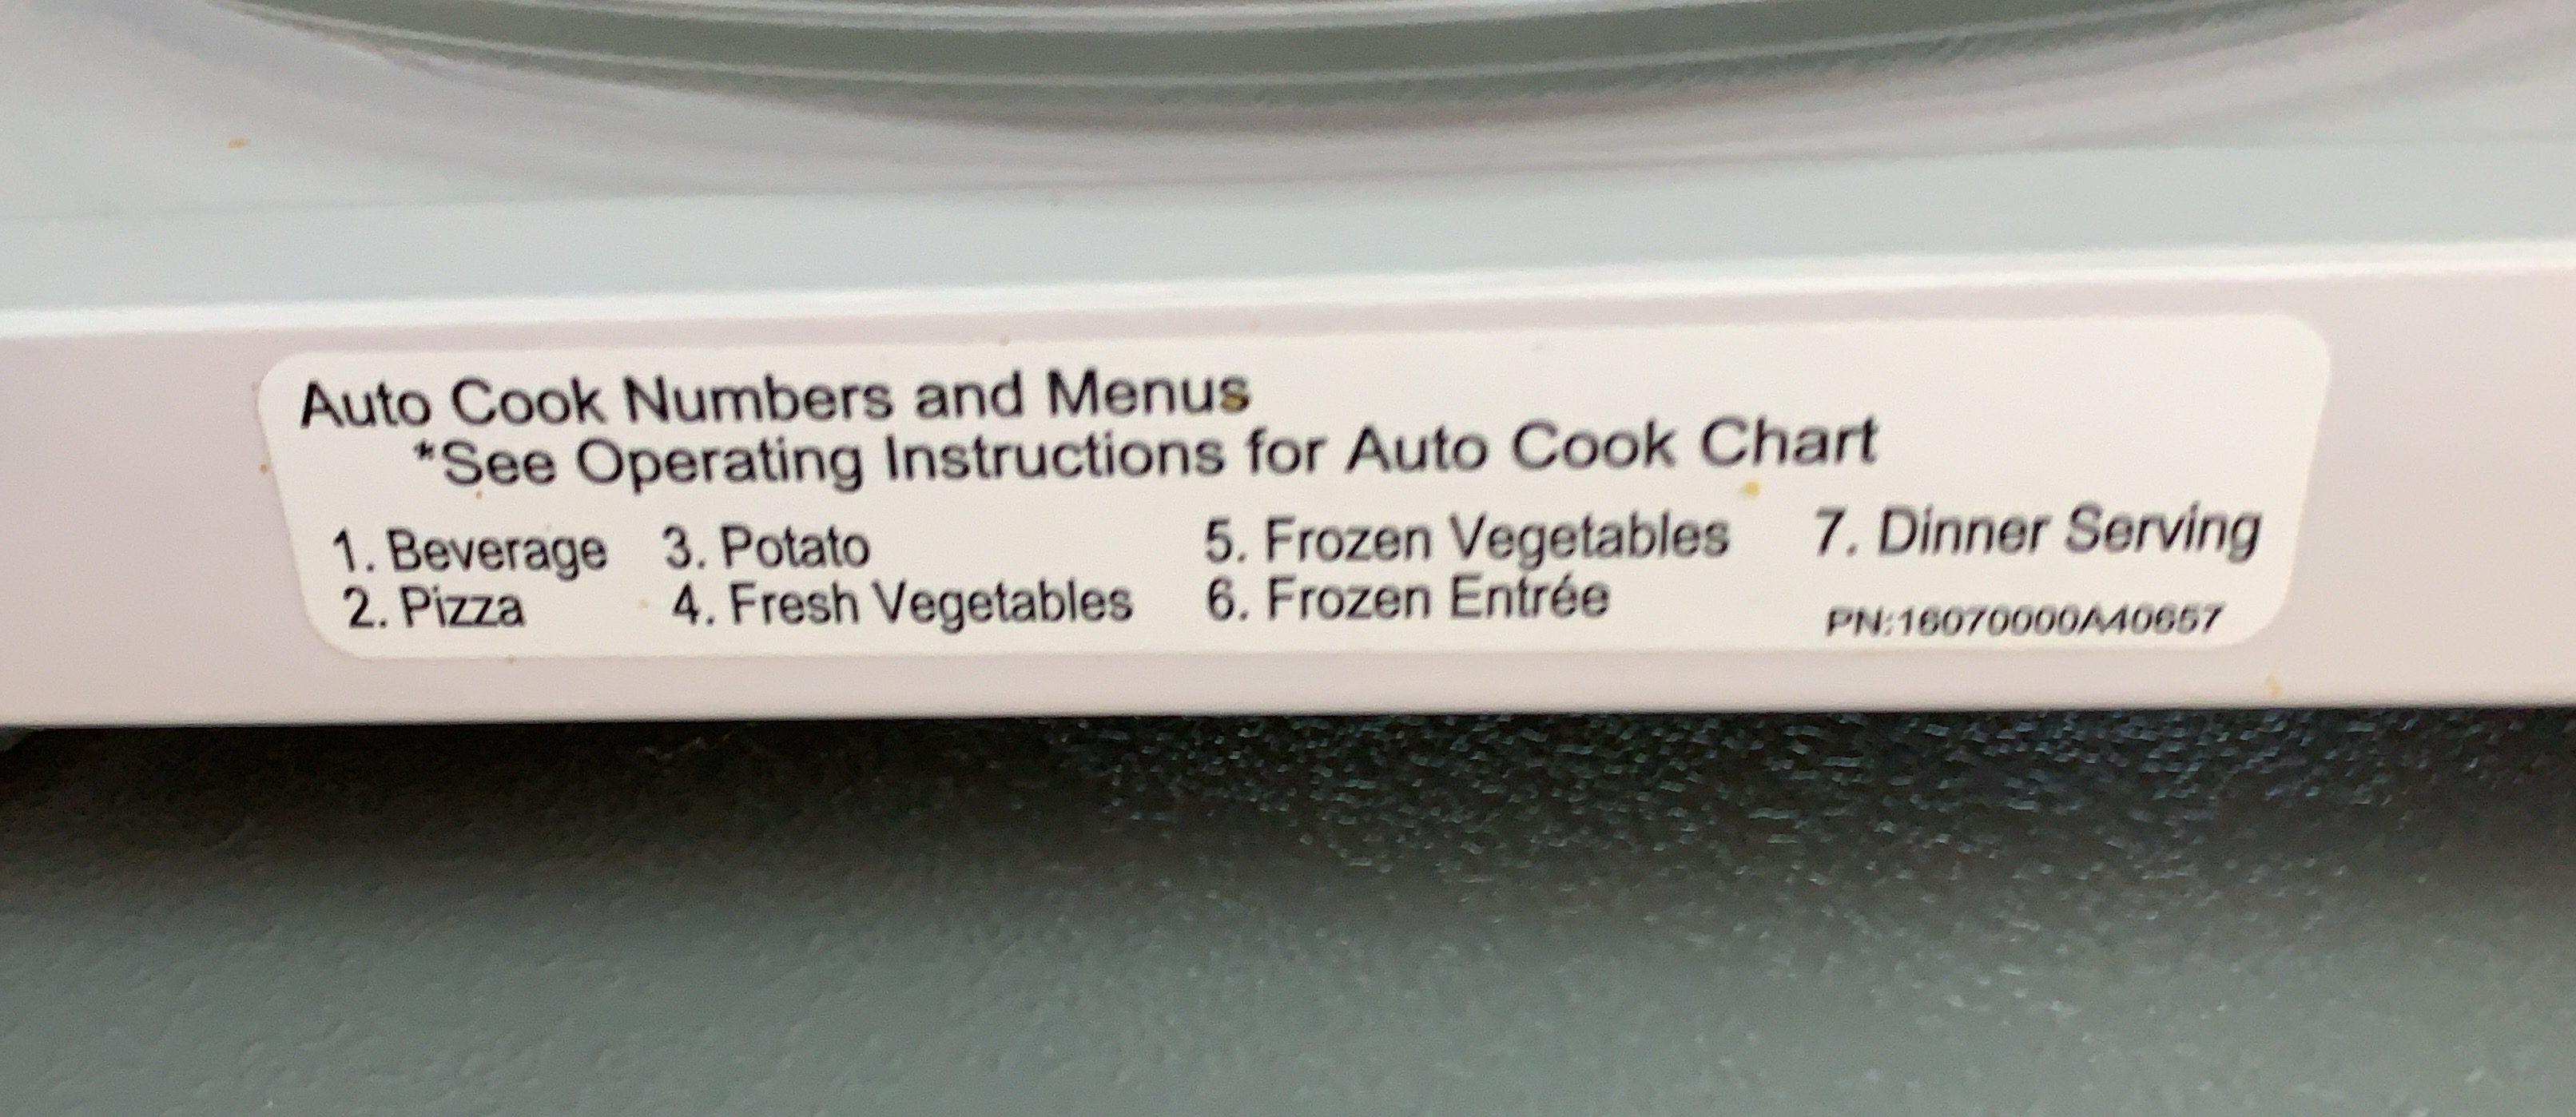 Auto Cook Numbers and Menus
*See Operating Instructions for Auto Cook Chart
1. Beverage 3. Potato 5. Frozen Vegetables 7. Dinner Serving
2. Pizza 4. Fresh Vegetables 6. Frozen Entrée
PN:16070000A40657